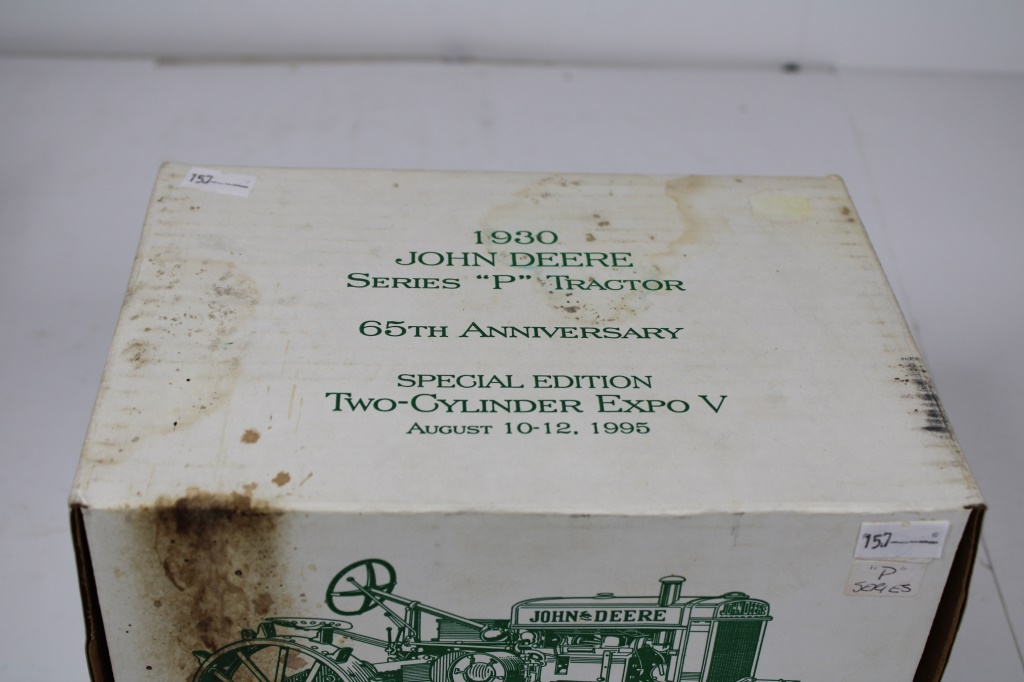 157
1930
JOHN DEERE
SERIES "P" TRACTOR
65TH ANNIVERSARY
SPECIAL EDITION
TWO-CYLINDER EXPO V
AUGUST 10-12, 1995
157
"P"
SERIES
JOHN DEERE